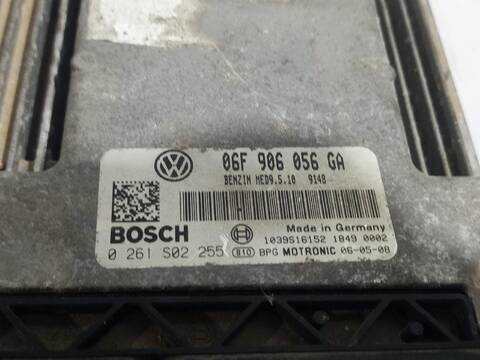 06F 906 056 GA
BENZIN MED9.5.10 9148
BOSCH
Made in Germany
1039S16152 1849 0002
0 261 S02 255 B10 BPG MOTRONIC 06-05-08